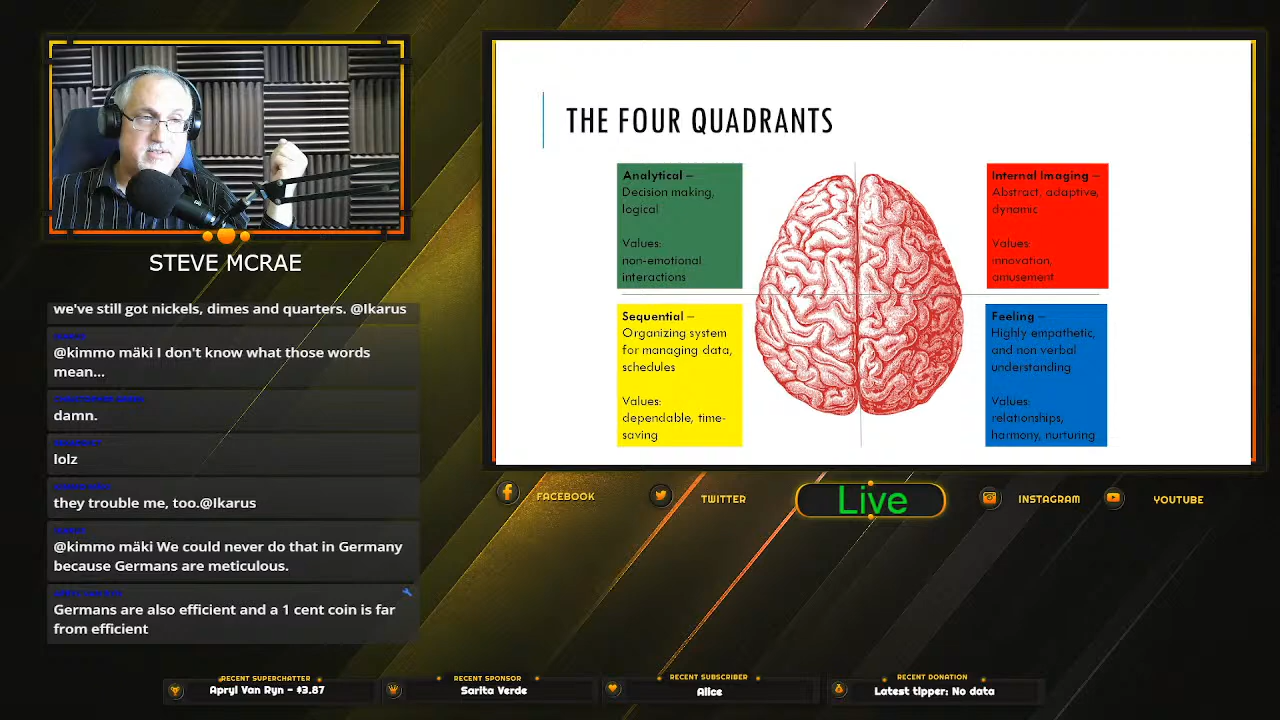 STEVE MCRAE
we've still got nickels, dimes and quarters. @Ikarus
@kimmo mäki I don't know what those words
mean...
damn.
lolz
they trouble me, too.@Ikarus
@kimmo mäki We could never do that in Germany
because Germans are meticulous.
Germans are also efficient and a 1 cent coin is far
from efficient
THE FOUR QUADRANTS
Analytical –
Decision making,
logical
Values:
non-emotional
interactions
Internal Imaging –
Abstract, adaptive,
dynamic
Values:
innovation,
amusement
Sequential –
Organizing system
for managing data,
schedules
Values:
dependable, time-
saving
Feeling –
Highly empathetic,
and non verbal
understanding
Values:
relationships,
harmony, nurturing
FACEBOOK
TWITTER
Live
INSTAGRAM
YOUTUBE
RECENT SUPERCHATTER
Apryl Van Ryn - $3.87
RECENT SPONSOR
Sarita Verde
RECENT SUBSCRIBER
Alice
RECENT DONATION
Latest tipper: No data